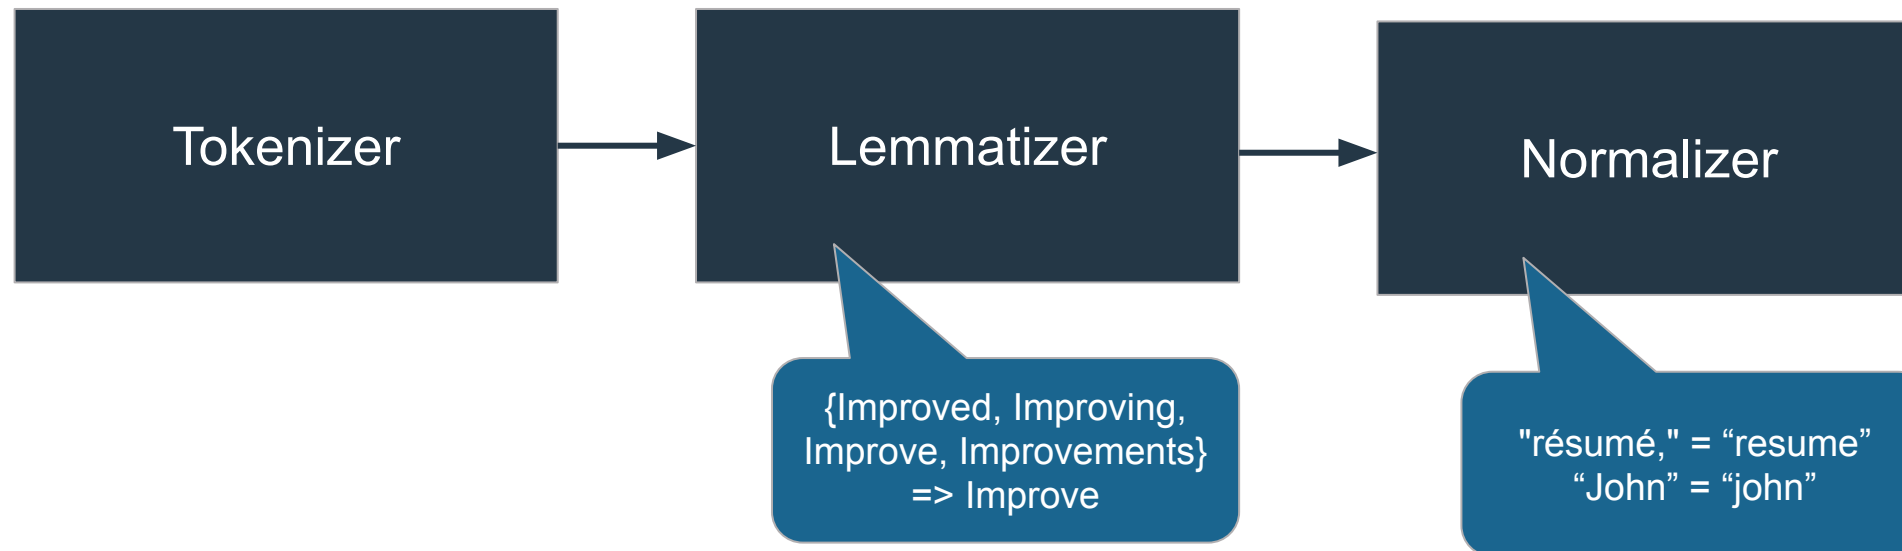 Tokenizer
Lemmatizer
Normalizer
{Improved, Improving,
Improve, Improvements}
=> Improve
"résumé," = “resume”
“John” = “john”